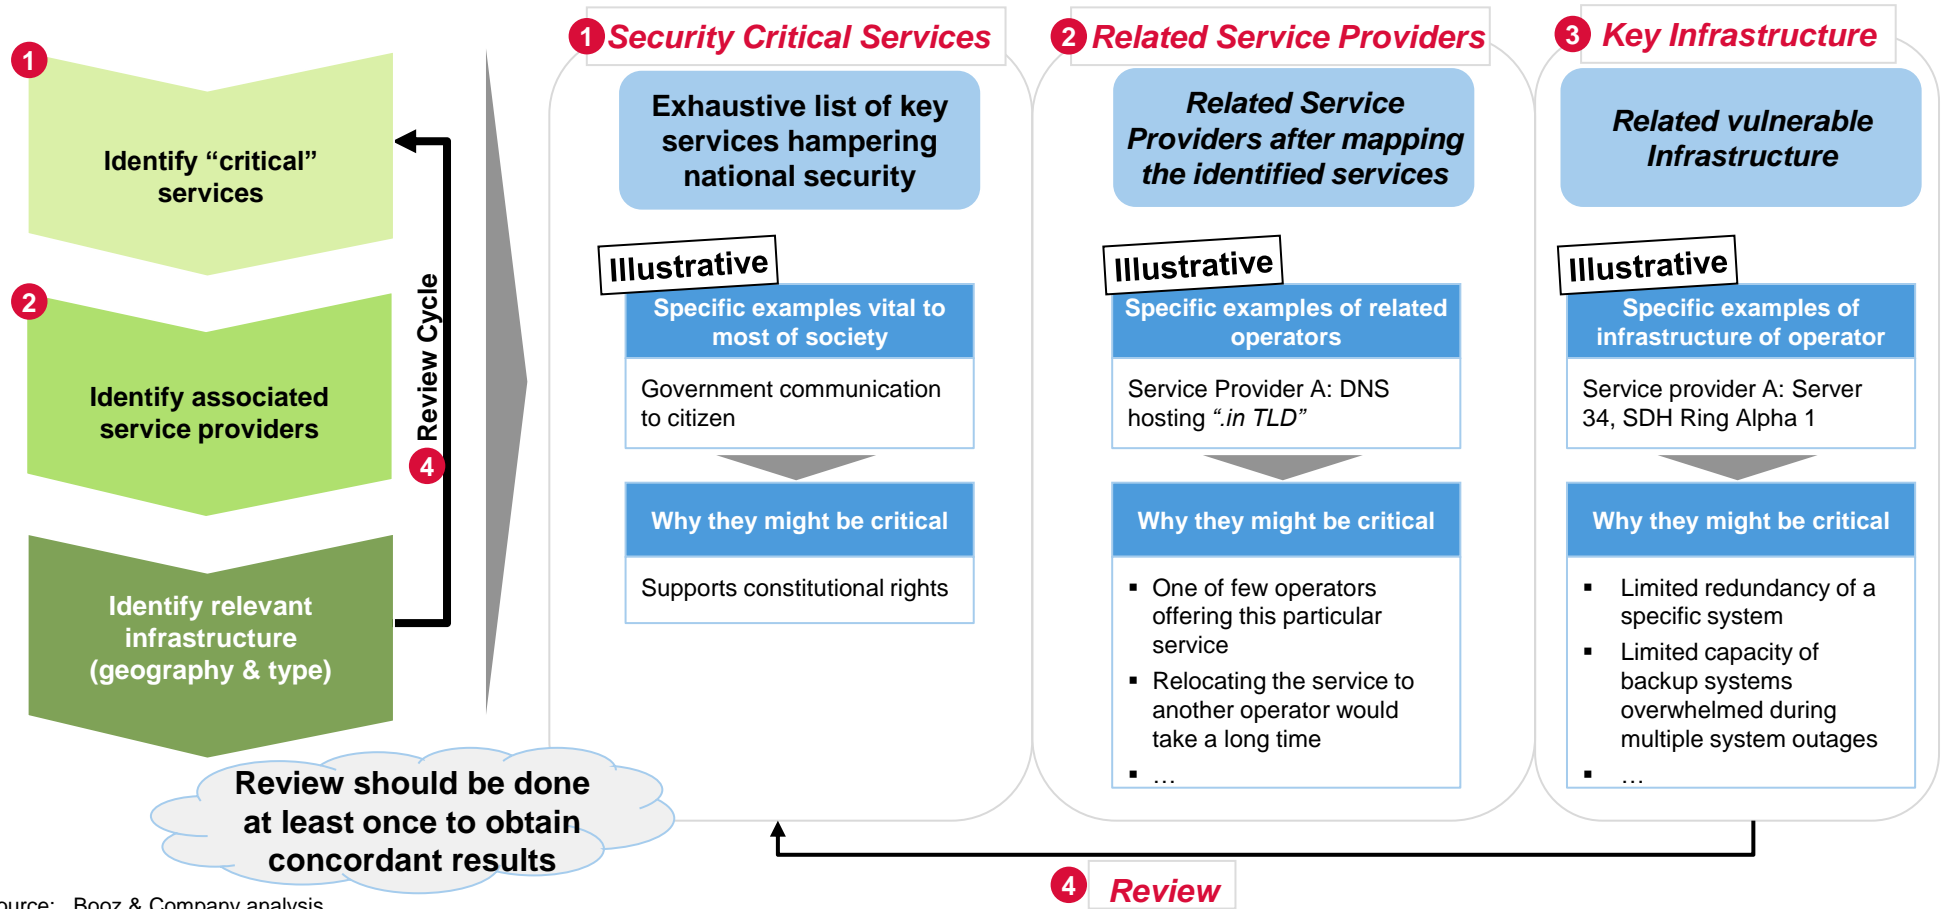 1
Identify “critical”
services
2
Identify associated
service providers
Identify relevant
infrastructure
(geography & type)
4 Review Cycle
Review should be done
at least once to obtain
concordant results
1 Security Critical Services
Exhaustive list of key
services hampering
national security
Illustrative
Specific examples vital to
most of society
Government communication
to citizen
Why they might be critical
Supports constitutional rights
2 Related Service Providers
Related Service
Providers after mapping
the identified services
Illustrative
Specific examples of related
operators
Service Provider A: DNS
hosting “.in TLD”
Why they might be critical
▪ One of few operators
offering this particular
service
▪ Relocating the service to
another operator would
take a long time
▪ …
3 Key Infrastructure
Related vulnerable
Infrastructure
Illustrative
Specific examples of
infrastructure of operator
Service provider A: Server
34, SDH Ring Alpha 1
Why they might be critical
▪ Limited redundancy of a
specific system
▪ Limited capacity of
backup systems
overwhelmed during
multiple system outages
▪ …
4 Review
ource: Booz & Company analysis